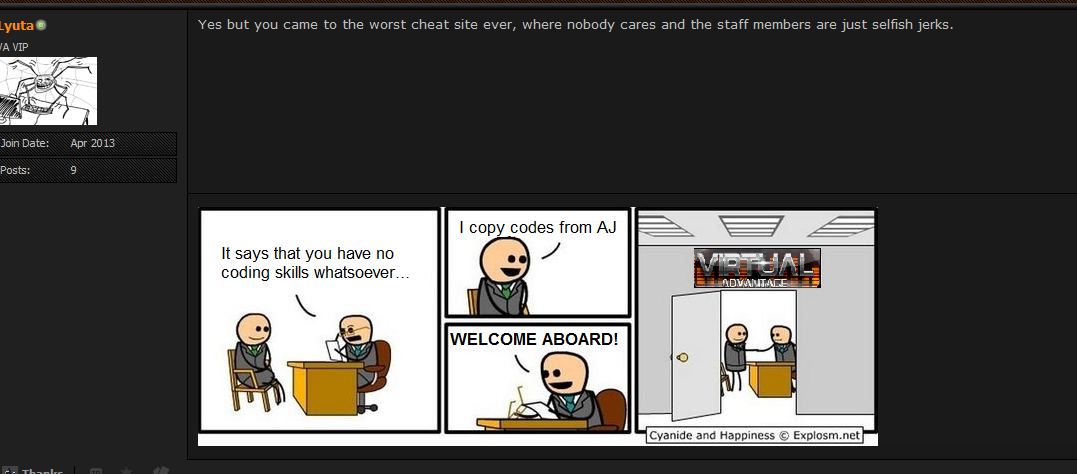 Lyuta
VA VIP
Join Date: Apr 2013
Posts: 9
Yes but you came to the worst cheat site ever, where nobody cares and the staff members are just selfish jerks.
It says that you have no
coding skills whatsoever...
I copy codes from AJ
WELCOME ABOARD!
VIRTUAL
ADVANTAGE
Cyanide and Happiness © Explosm.net
Thanks